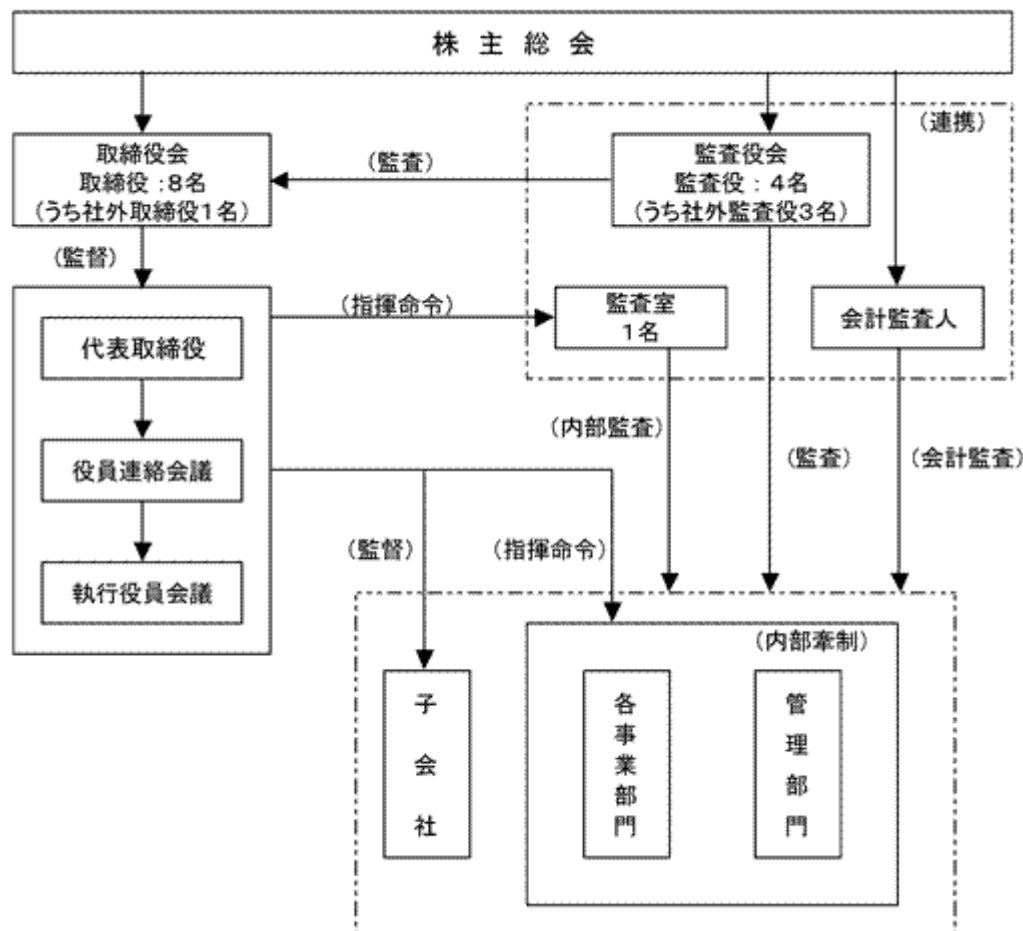 株主総会
(連携)
取締役会
取締役:8名
(うち社外取締役1名)
(監査)
監査役会
監査役:4名
(うち社外監査役3名)
(監督)
(指揮命令)
監査室
1名
会計監査人
代表取締役
役員連絡会議
執行役員会議
(内部監査)
(監査)
(会計監査)
(監督)
(指揮命令)
(内部牽制)
子会社
各事業部門
管理部門